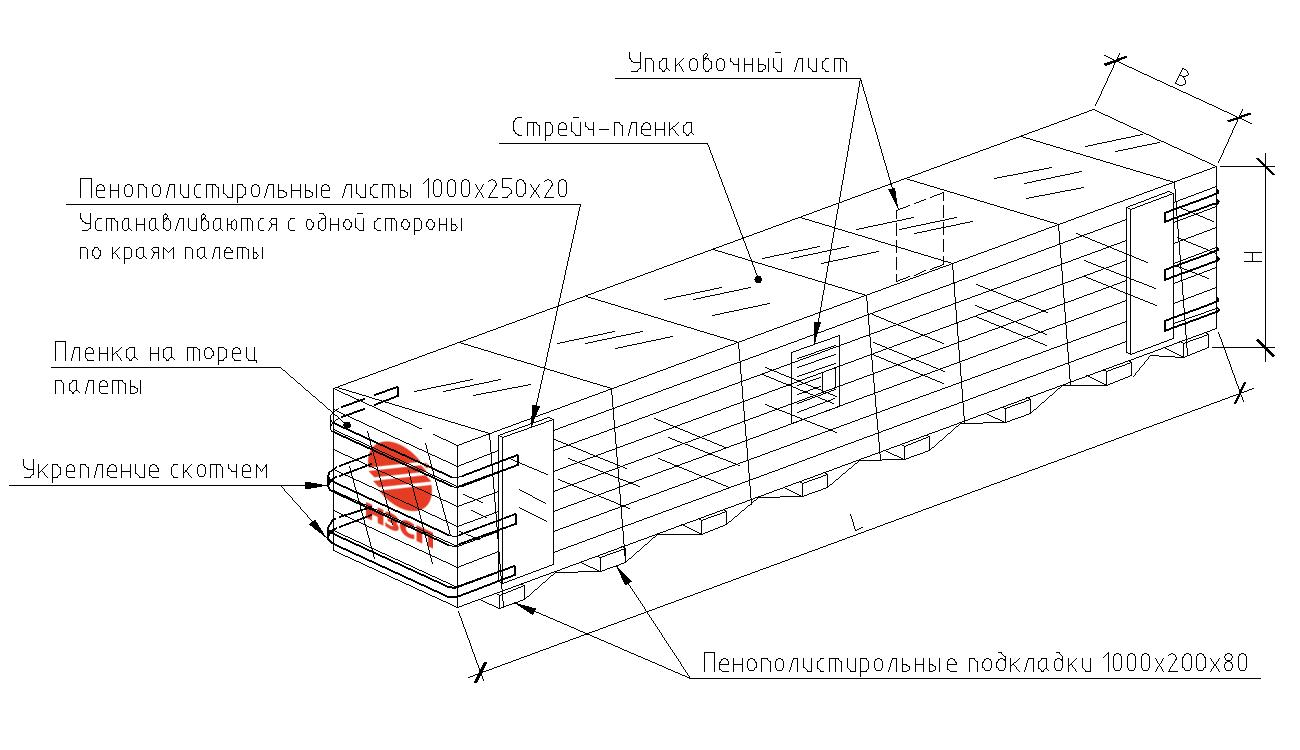 Упаковочный лист
B
Стрейч-пленка
Пенополистирольные листы 1000х250х20
Устанавливаются с одной стороны
по краям палеты
H
Пленка на торец
палеты
Укрепление скотчем
НЗСП
L
Пенополистирольные подкладки 1000х200х80